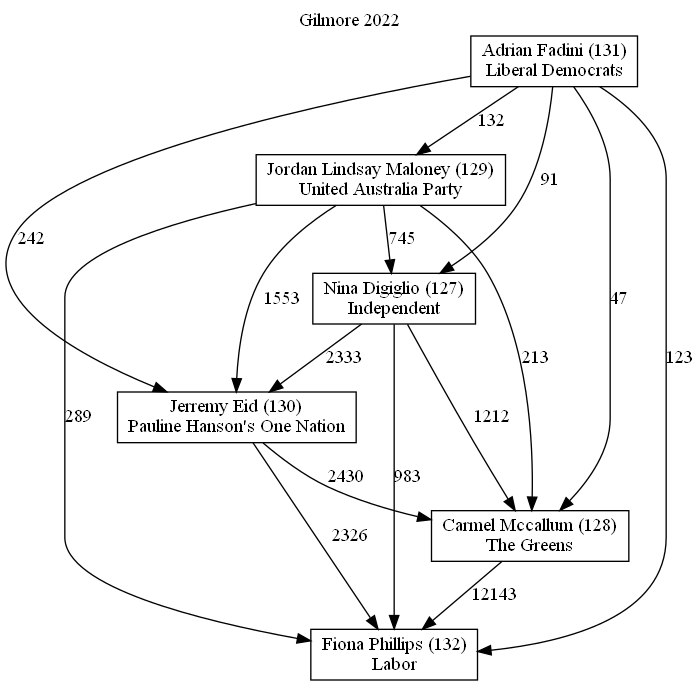 Gilmore 2022
Adrian Fadini (131)
Liberal Democrats
132
Jordan Lindsay Maloney (129)
United Australia Party
91
242
745
Nina Digiglio (127)
Independent
1553
47
2333
213
123
Jerremy Eid (130)
Pauline Hanson's One Nation
289
1212
2430
983
Carmel Mccallum (128)
The Greens
2326
12143
Fiona Phillips (132)
Labor